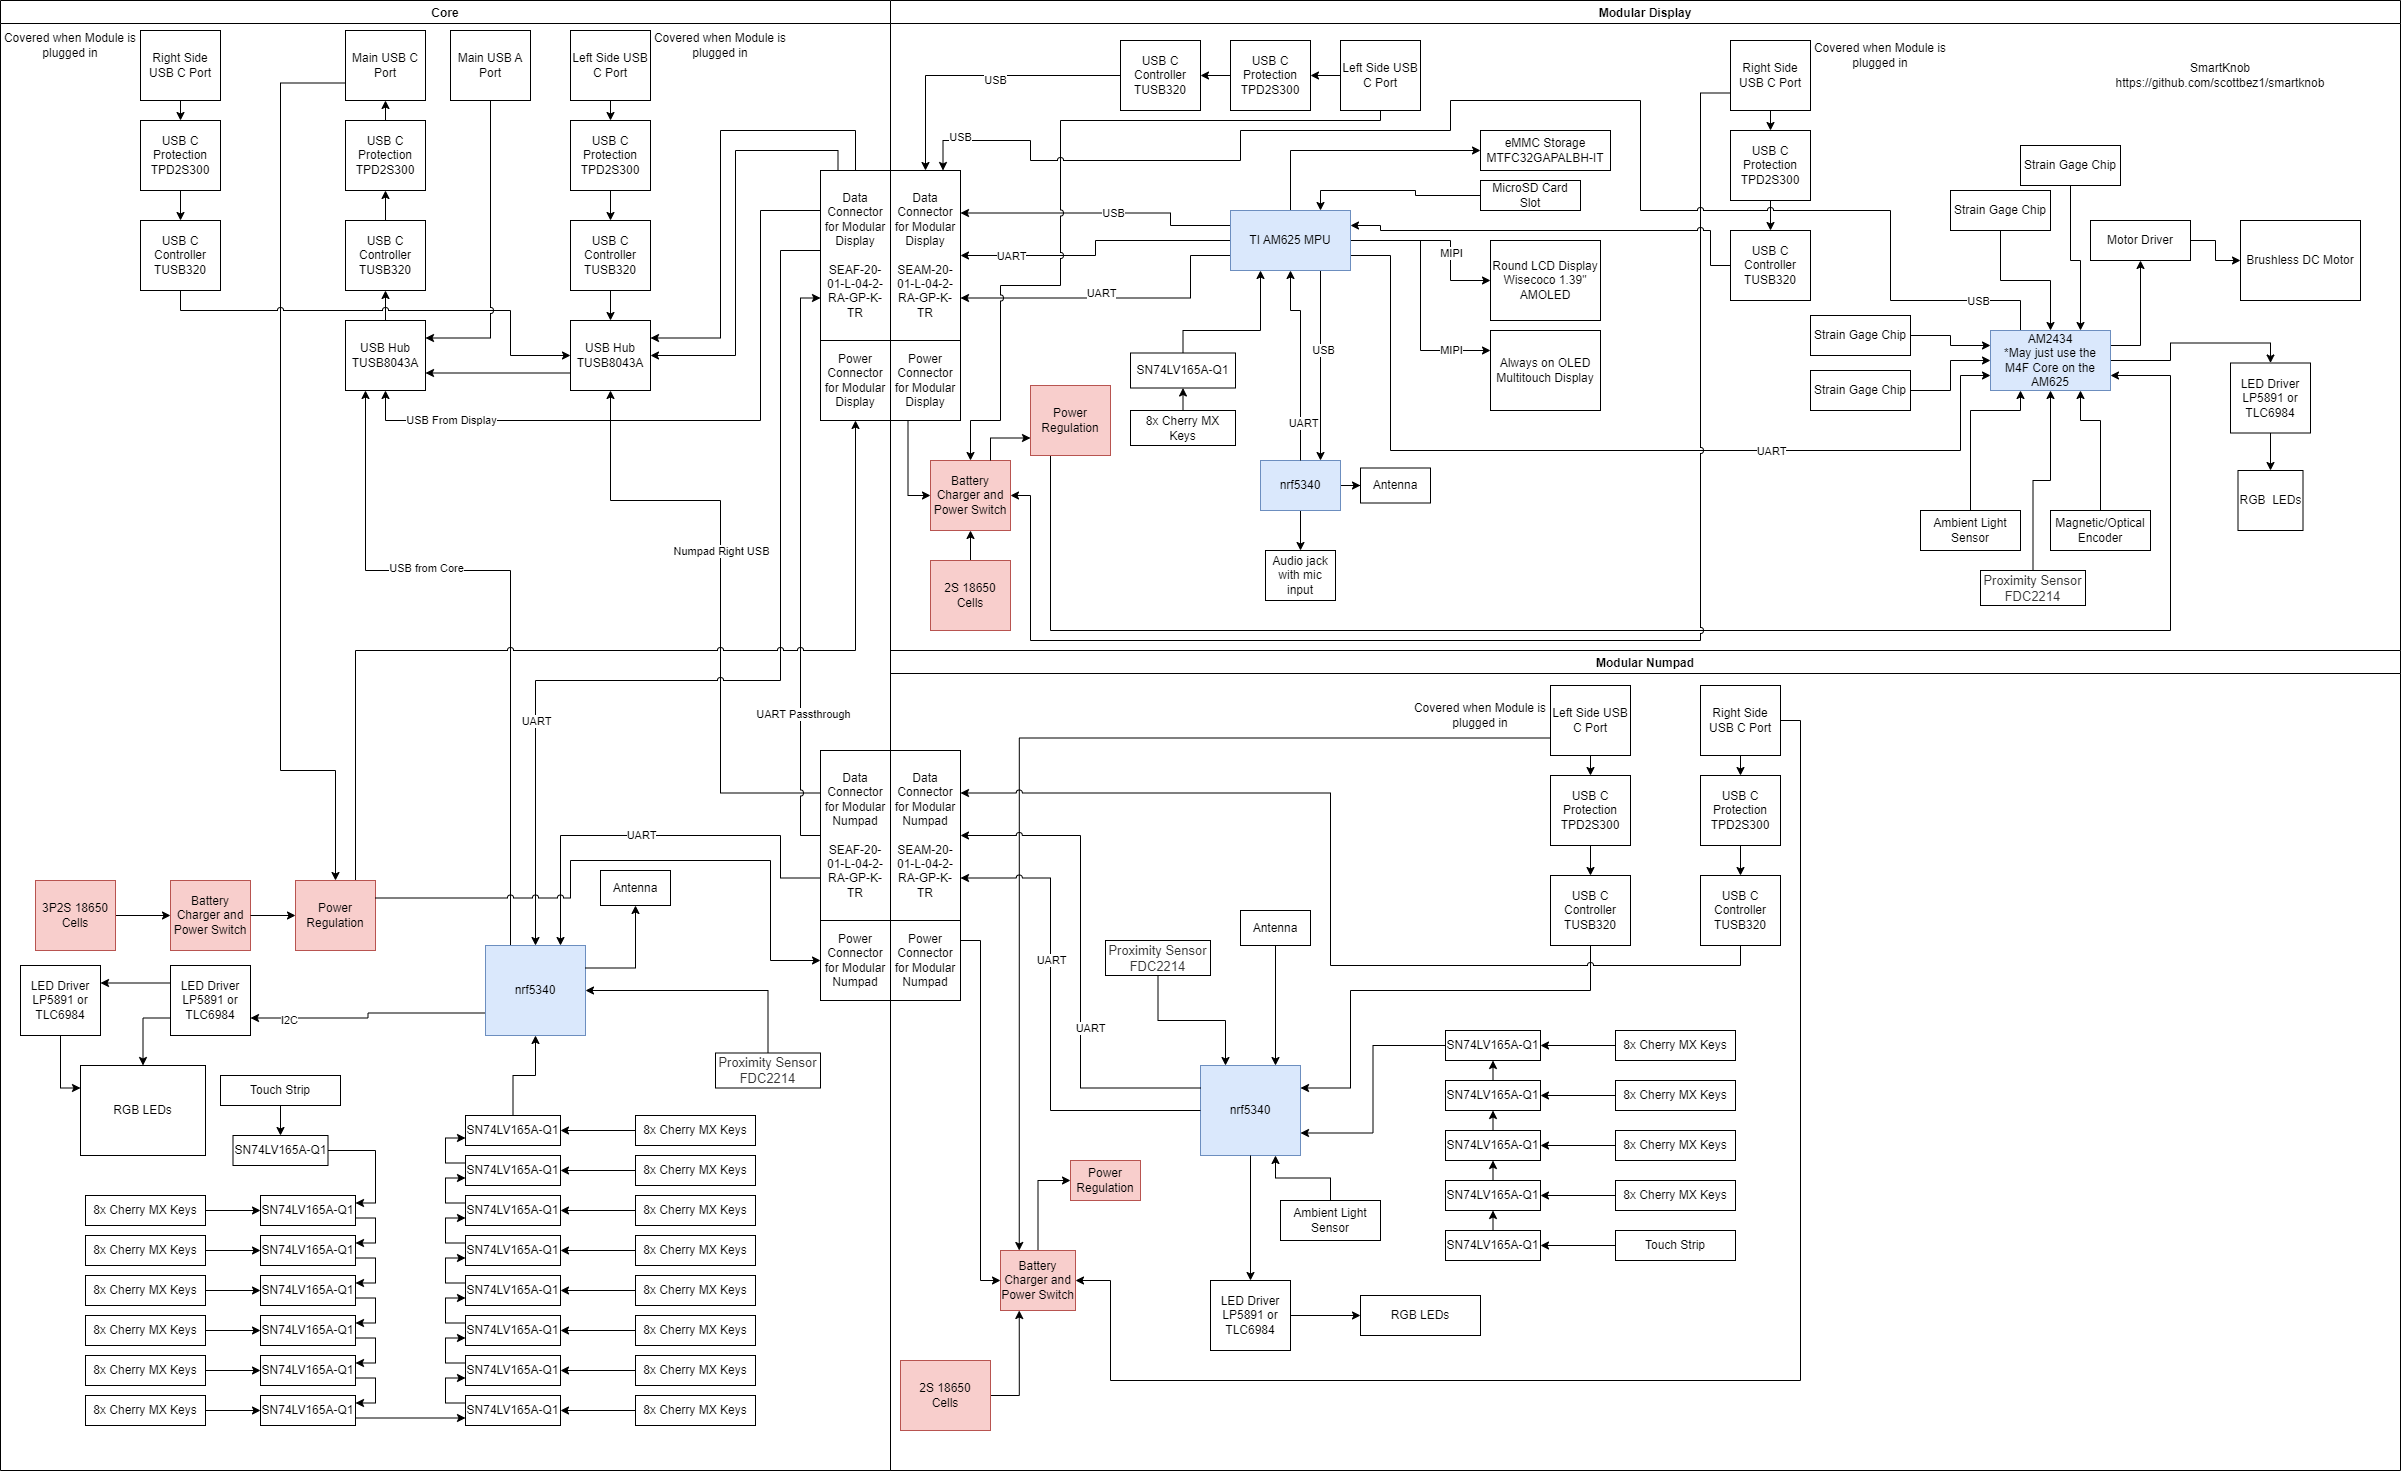 Core
Covered when Module is
plugged in
Right Side
USB C Port
USB C
Protection
TPD2S300
USB C
Controller
TUSB320
Main USB C
Port
USB C
Protection
TPD2S300
USB C
Controller
TUSB320
USB Hub
TUSB8043A
Main USB A
Port
Left Side USB
C Port
Covered when Module is
plugged in
USB C
Protection
TPD2S300
USB C
Controller
TUSB320
USB Hub
TUSB8043A
USB From Display
USB from Core
Numpad Right USB
UART
UART Passthrough
UART
Data
Connector
for Modular
Display
SEAF-20-
01-L-04-2-
RA-GP-K-
TR
Power
Connector
for Modular
Display
Data
Connector
for Modular
Numpad
SEAF-20-
01-L-04-2-
RA-GP-K-
TR
Power
Connector
for Modular
Numpad
3P2S 18650
Cells
Battery
Charger and
Power Switch
Power
Regulation
Antenna
nrf5340
LED Driver
LP5891 or
TLC6984
LED Driver
LP5891 or
TLC6984
I2C
RGB LEDs
Proximity Sensor
FDC2214
Touch Strip
SN74LV165A-Q1
8x Cherry MX Keys
SN74LV165A-Q1
8x Cherry MX Keys
SN74LV165A-Q1
8x Cherry MX Keys
SN74LV165A-Q1
8x Cherry MX Keys
SN74LV165A-Q1
8x Cherry MX Keys
SN74LV165A-Q1
8x Cherry MX Keys
SN74LV165A-Q1
SN74LV165A-Q1
8x Cherry MX Keys
SN74LV165A-Q1
8x Cherry MX Keys
SN74LV165A-Q1
8x Cherry MX Keys
SN74LV165A-Q1
8x Cherry MX Keys
SN74LV165A-Q1
8x Cherry MX Keys
SN74LV165A-Q1
8x Cherry MX Keys
SN74LV165A-Q1
8x Cherry MX Keys
SN74LV165A-Q1
8x Cherry MX Keys
Modular Display
USB
USB C
Controller
TUSB320
USB C
Protection
TPD2S300
Left Side USB
C Port
USB
Data
Connector
for Modular
Display
SEAM-20-
01-L-04-2-
RA-GP-K-
TR
Power
Connector
for Modular
Display
USB
UART
UART
TI AM625 MPU
eMMC Storage
MTFC32GAPALBH-IT
MicroSD Card
Slot
MIPI
Round LCD Display
Wisecoco 1.39"
AMOLED
MIPI
Always on OLED
Multitouch Display
SN74LV165A-Q1
8x Cherry MX
Keys
USB
UART
nrf5340
Antenna
Audio jack
with mic
input
Power
Regulation
Battery
Charger and
Power Switch
2S 18650
Cells
Right Side
USB C Port
Covered when Module is
plugged in
USB C
Protection
TPD2S300
USB C
Controller
TUSB320
SmartKnob
https://github.com/scottbez1/smartknob
Strain Gage Chip
Strain Gage Chip
Motor Driver
Brushless DC Motor
USB
Strain Gage Chip
Strain Gage Chip
AM2434
*May just use the
M4F Core on the
AM625
LED Driver
LP5891 or
TLC6984
RGB  LEDs
UART
Ambient Light
Sensor
Magnetic/Optical
Encoder
Proximity Sensor
FDC2214
Modular Numpad
Covered when Module is
plugged in
Left Side USB
C Port
Right Side
USB C Port
USB C
Protection
TPD2S300
USB C
Protection
TPD2S300
USB C
Controller
TUSB320
USB C
Controller
TUSB320
Data
Connector
for Modular
Numpad
SEAM-20-
01-L-04-2-
RA-GP-K-
TR
Power
Connector
for Modular
Numpad
UART
UART
Proximity Sensor
FDC2214
Antenna
nrf5340
SN74LV165A-Q1
8x Cherry MX Keys
SN74LV165A-Q1
8x Cherry MX Keys
SN74LV165A-Q1
8x Cherry MX Keys
SN74LV165A-Q1
8x Cherry MX Keys
SN74LV165A-Q1
Touch Strip
Power
Regulation
Ambient Light
Sensor
Battery
Charger and
Power Switch
LED Driver
LP5891 or
TLC6984
RGB LEDs
2S 18650
Cells